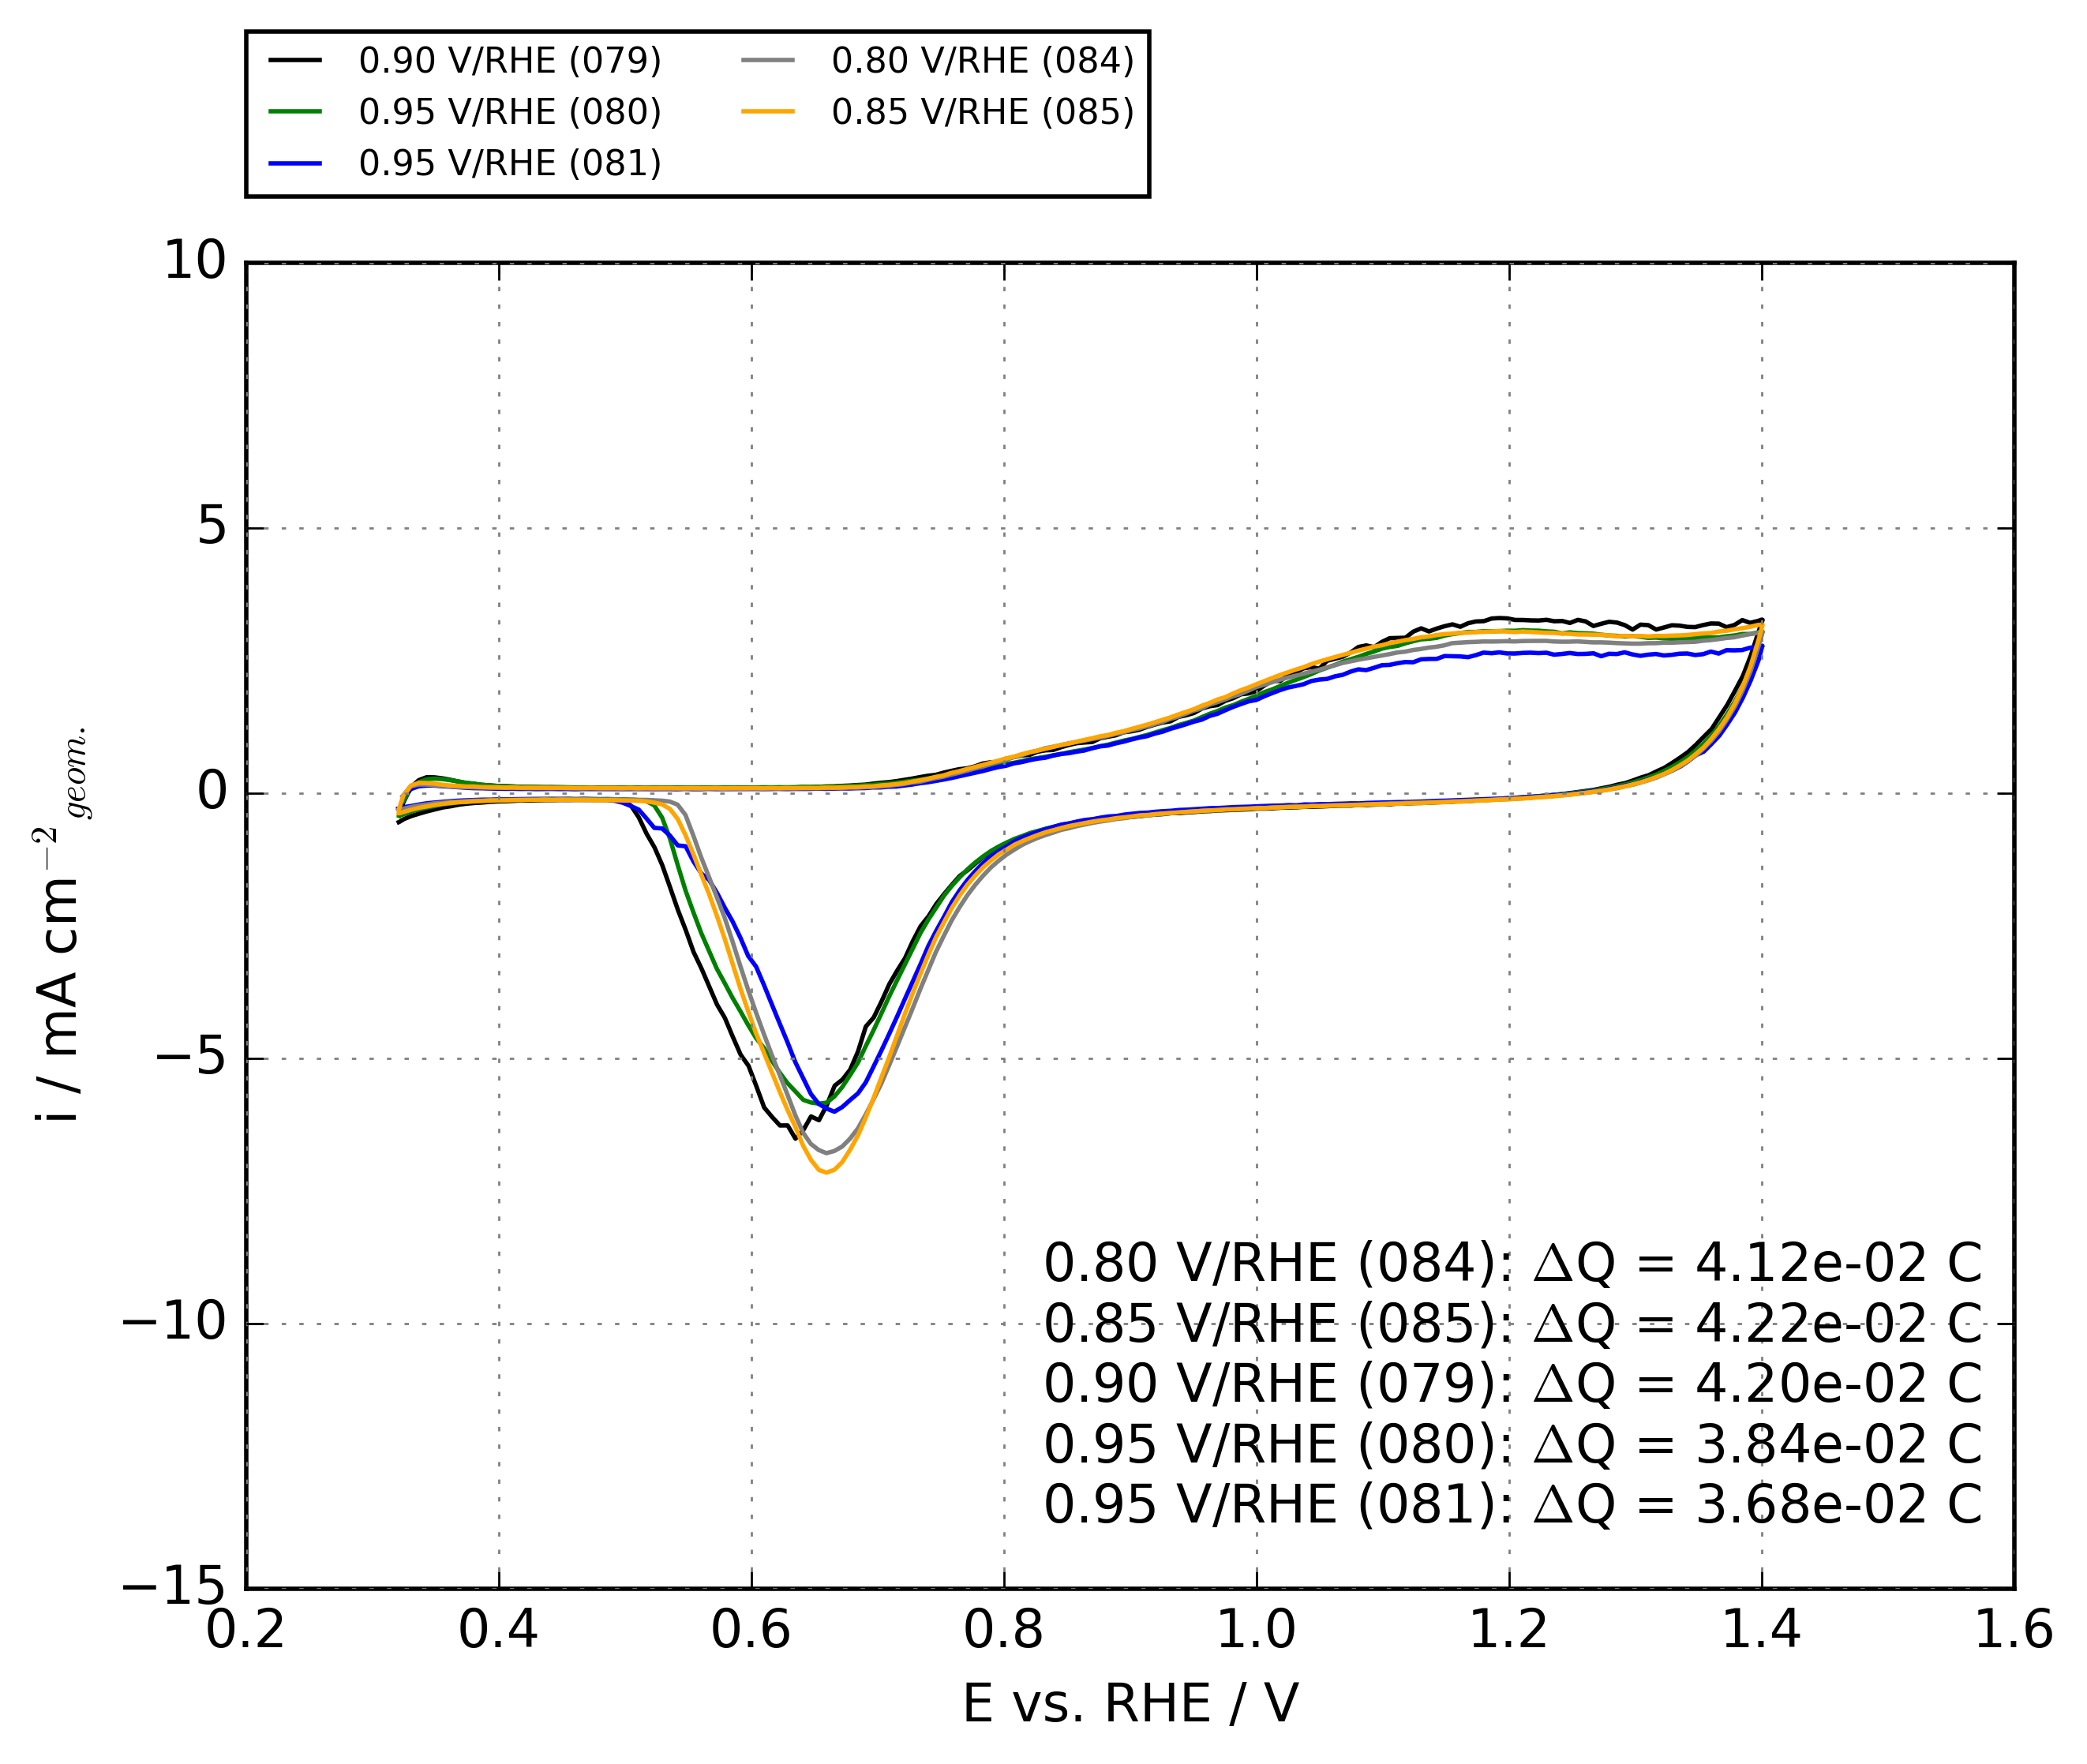 0.90 V/RHE (079)
0.95 V/RHE (080)
0.95 V/RHE (081)
0.80 V/RHE (084)
0.85 V/RHE (085)
10
5
0
−5
−10
−15
i / mA cm⁻² geom.
0.80 V/RHE (084): ΔQ = 4.12e-02 C
0.85 V/RHE (085): ΔQ = 4.22e-02 C
0.90 V/RHE (079): ΔQ = 4.20e-02 C
0.95 V/RHE (080): ΔQ = 3.84e-02 C
0.95 V/RHE (081): ΔQ = 3.68e-02 C
0.2 0.4 0.6 0.8 1.0 1.2 1.4 1.6
E vs. RHE / V